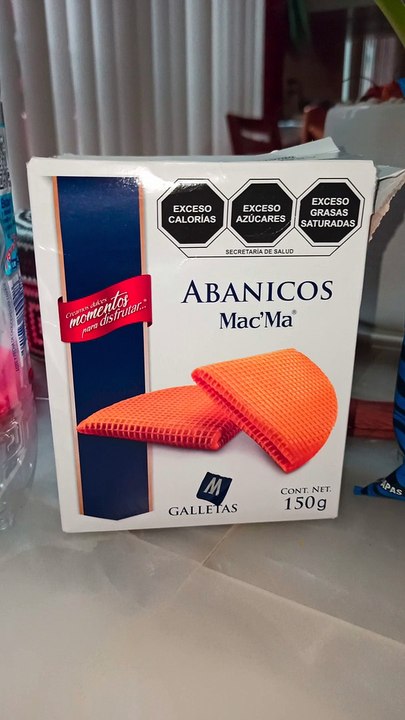 EXCESO
CALORÍAS
EXCESO
AZÚCARES
EXCESO
GRASAS
SATURADAS
SECRETARÍA DE SALUD
Creamos dulces
momentos
para disfrutar...
ABANICOS
Mac'Ma®
M
GALLETAS
CONT. NET.
150g
PAS